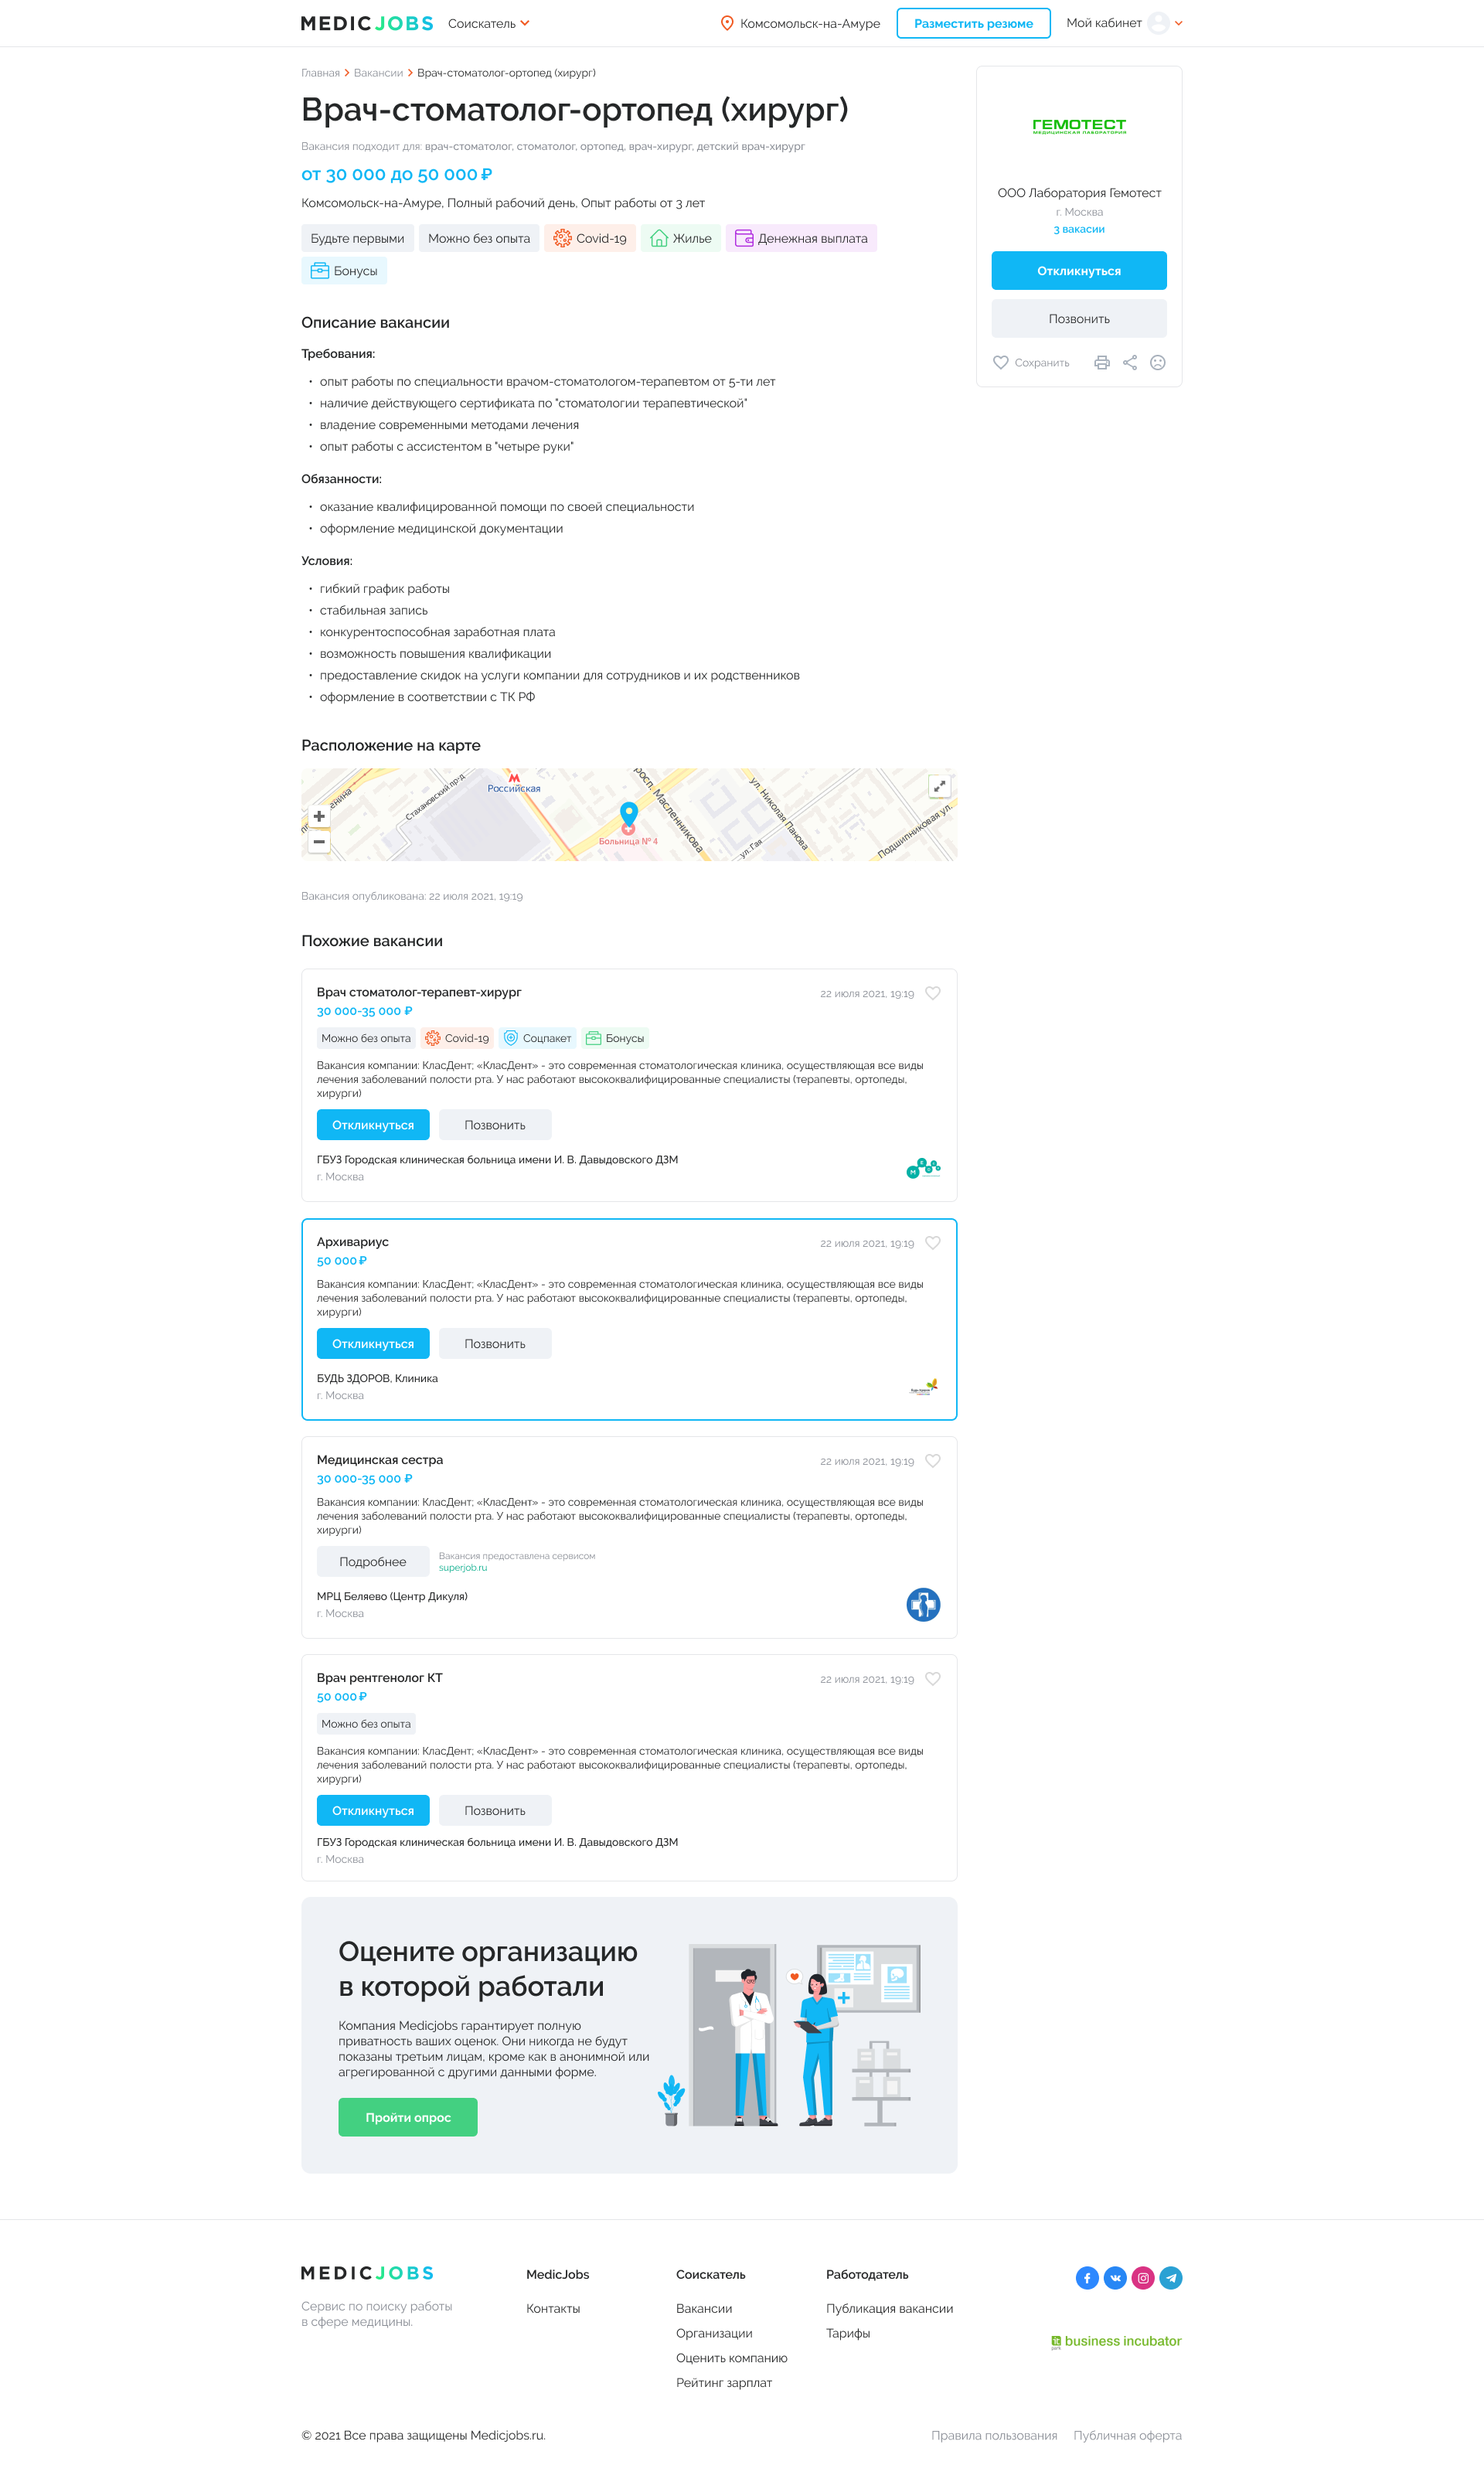 MEDICJOBS Соискатель Комсомольск-на-Амуре Разместить резюме Мой кабинет
Главная Вакансии Врач-стоматолог-ортопед (хирург)
Врач-стоматолог-ортопед (хирург)
Вакансия подходит для: врач-стоматолог, стоматолог, ортопед, врач-хирург, детский врач-хирург
от 30 000 до 50 000 ₽
Комсомольск-на-Амуре, Полный рабочий день, Опыт работы от 3 лет
Будьте первыми Можно без опыта Covid-19 Жилье Денежная выплата
Бонусы
ГЕМОТЕСТ
МЕДИЦИНСКАЯ ЛАБОРАТОРИЯ
ООО Лаборатория Гемотест
г. Москва
3 вакасии
Откликнуться
Позвонить
Сохранить
Описание вакансии
Требования:
• опыт работы по специальности врачом-стоматологом-терапевтом от 5-ти лет
• наличие действующего сертификата по "стоматологии терапевтической"
• владение современными методами лечения
• опыт работы с ассистентом в "четыре руки"
Обязанности:
• оказание квалифицированной помощи по своей специальности
• оформление медицинской документации
Условия:
• гибкий график работы
• стабильная запись
• конкурентоспособная заработная плата
• возможность повышения квалификации
• предоставление скидок на услуги компании для сотрудников и их родственников
• оформление в соответствии с ТК РФ
Расположение на карте
Стахановский пр-д
Российская
просп. Масленникова
ул. Николая Панова
Больница № 4
ул. Гая
Подшипниковая ул.
Вакансия опубликована: 22 июля 2021, 19:19
Похожие вакансии
Врач стоматолог-терапевт-хирург 22 июля 2021, 19:19
30 000-35 000 ₽
Можно без опыта Covid-19 Соцпакет Бонусы
Вакансия компании: КласДент; «КласДент» - это современная стоматологическая клиника, осуществляющая все виды
лечения заболеваний полости рта. У нас работают высококвалифицированные специалисты (терапевты, ортопеды,
хирурги)
Откликнуться Позвонить
ГБУЗ Городская клиническая больница имени И. В. Давыдовского ДЗМ
г. Москва
Архивариус 22 июля 2021, 19:19
50 000 ₽
Вакансия компании: КласДент; «КласДент» - это современная стоматологическая клиника, осуществляющая все виды
лечения заболеваний полости рта. У нас работают высококвалифицированные специалисты (терапевты, ортопеды,
хирурги)
Откликнуться Позвонить
БУДЬ ЗДОРОВ, Клиника
г. Москва
Медицинская сестра 22 июля 2021, 19:19
30 000-35 000 ₽
Вакансия компании: КласДент; «КласДент» - это современная стоматологическая клиника, осуществляющая все виды
лечения заболеваний полости рта. У нас работают высококвалифицированные специалисты (терапевты, ортопеды,
хирурги)
Подробнее Вакансия предоставлена сервисом
superjob.ru
МРЦ Беляево (Центр Дикуля)
г. Москва
Врач рентгенолог КТ 22 июля 2021, 19:19
50 000 ₽
Можно без опыта
Вакансия компании: КласДент; «КласДент» - это современная стоматологическая клиника, осуществляющая все виды
лечения заболеваний полости рта. У нас работают высококвалифицированные специалисты (терапевты, ортопеды,
хирурги)
Откликнуться Позвонить
ГБУЗ Городская клиническая больница имени И. В. Давыдовского ДЗМ
г. Москва
Оцените организацию
в которой работали
Компания Medicjobs гарантирует полную
приватность ваших оценок. Они никогда не будут
показаны третьим лицам, кроме как в анонимной или
агрегированной с другими данными форме.
Пройти опрос
MEDICJOBS
Сервис по поиску работы
в сфере медицины.
MedicJobs
Контакты
Соискатель
Вакансии
Организации
Оценить компанию
Рейтинг зарплат
Работодатель
Публикация вакансии
Тарифы
business incubator
© 2021 Все права защищены Medicjobs.ru. Правила пользования Публичная оферта